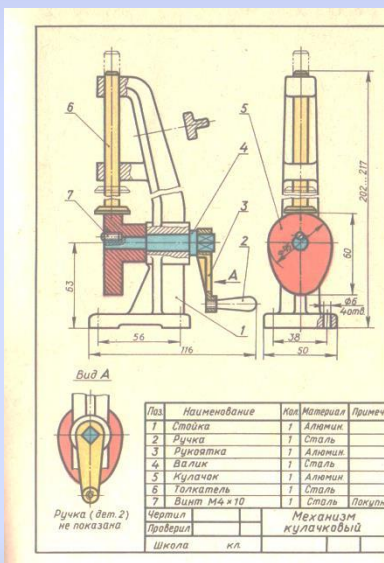 6
7
5
4
3
А
2
1
63
56
116
202...217
60
Ø6
4 отв.
38
50
Вид А
Ручка (дет. 2)
не показана
Поз. Наименование Кол. Материал Примеч
1 Стойка 1 Алюмин.
2 Ручка 1 Сталь
3 Рукоятка 1 Алюмин.
4 Валик 1 Сталь
5 Кулачок 1 Алюмин
6 Толкатель 1 Сталь
7 Винт М4×10 1 Сталь Покупн
Чертил
Проверил
Механизм
кулачковый
Школа кл.